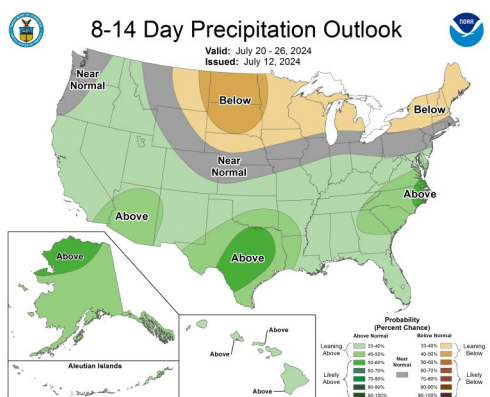 8-14 Day Precipitation Outlook
Valid: July 20 - 26, 2024
Issued: July 12, 2024
NOAA
Near
Normal
Below
Below
Near
Normal
Above
Above
Above
Above
Aleutian Islands
Above
Above
Above
Probability
(Percent Chance)
Above Normal Below Normal
Leaning
Above
33-40%
40-50%
50-60%
60-70%
70-80%
80-90%
90-100%
Likely
Above
Near
Normal
33-40%
40-50%
50-60%
60-70%
70-80%
80-90%
90-100%
Leaning
Below
Likely
Below